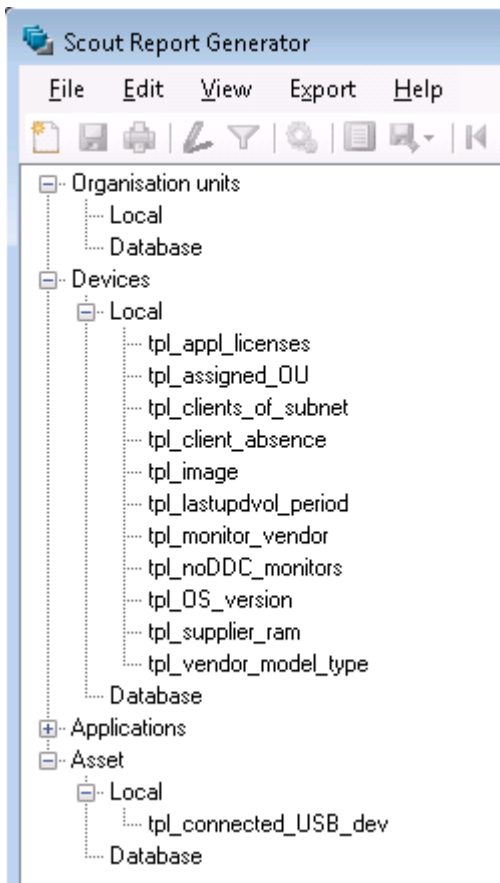 Scout Report Generator
File Edit View Export Help
Organisation units
Local
Database
Devices
Local
tpl_appl_licenses
tpl_assigned_OU
tpl_clients_of_subnet
tpl_client_absence
tpl_image
tpl_lastupdvol_period
tpl_monitor_vendor
tpl_noDDC_monitors
tpl_OS_version
tpl_supplier_ram
tpl_vendor_model_type
Database
Applications
Asset
Local
tpl_connected_USB_dev
Database